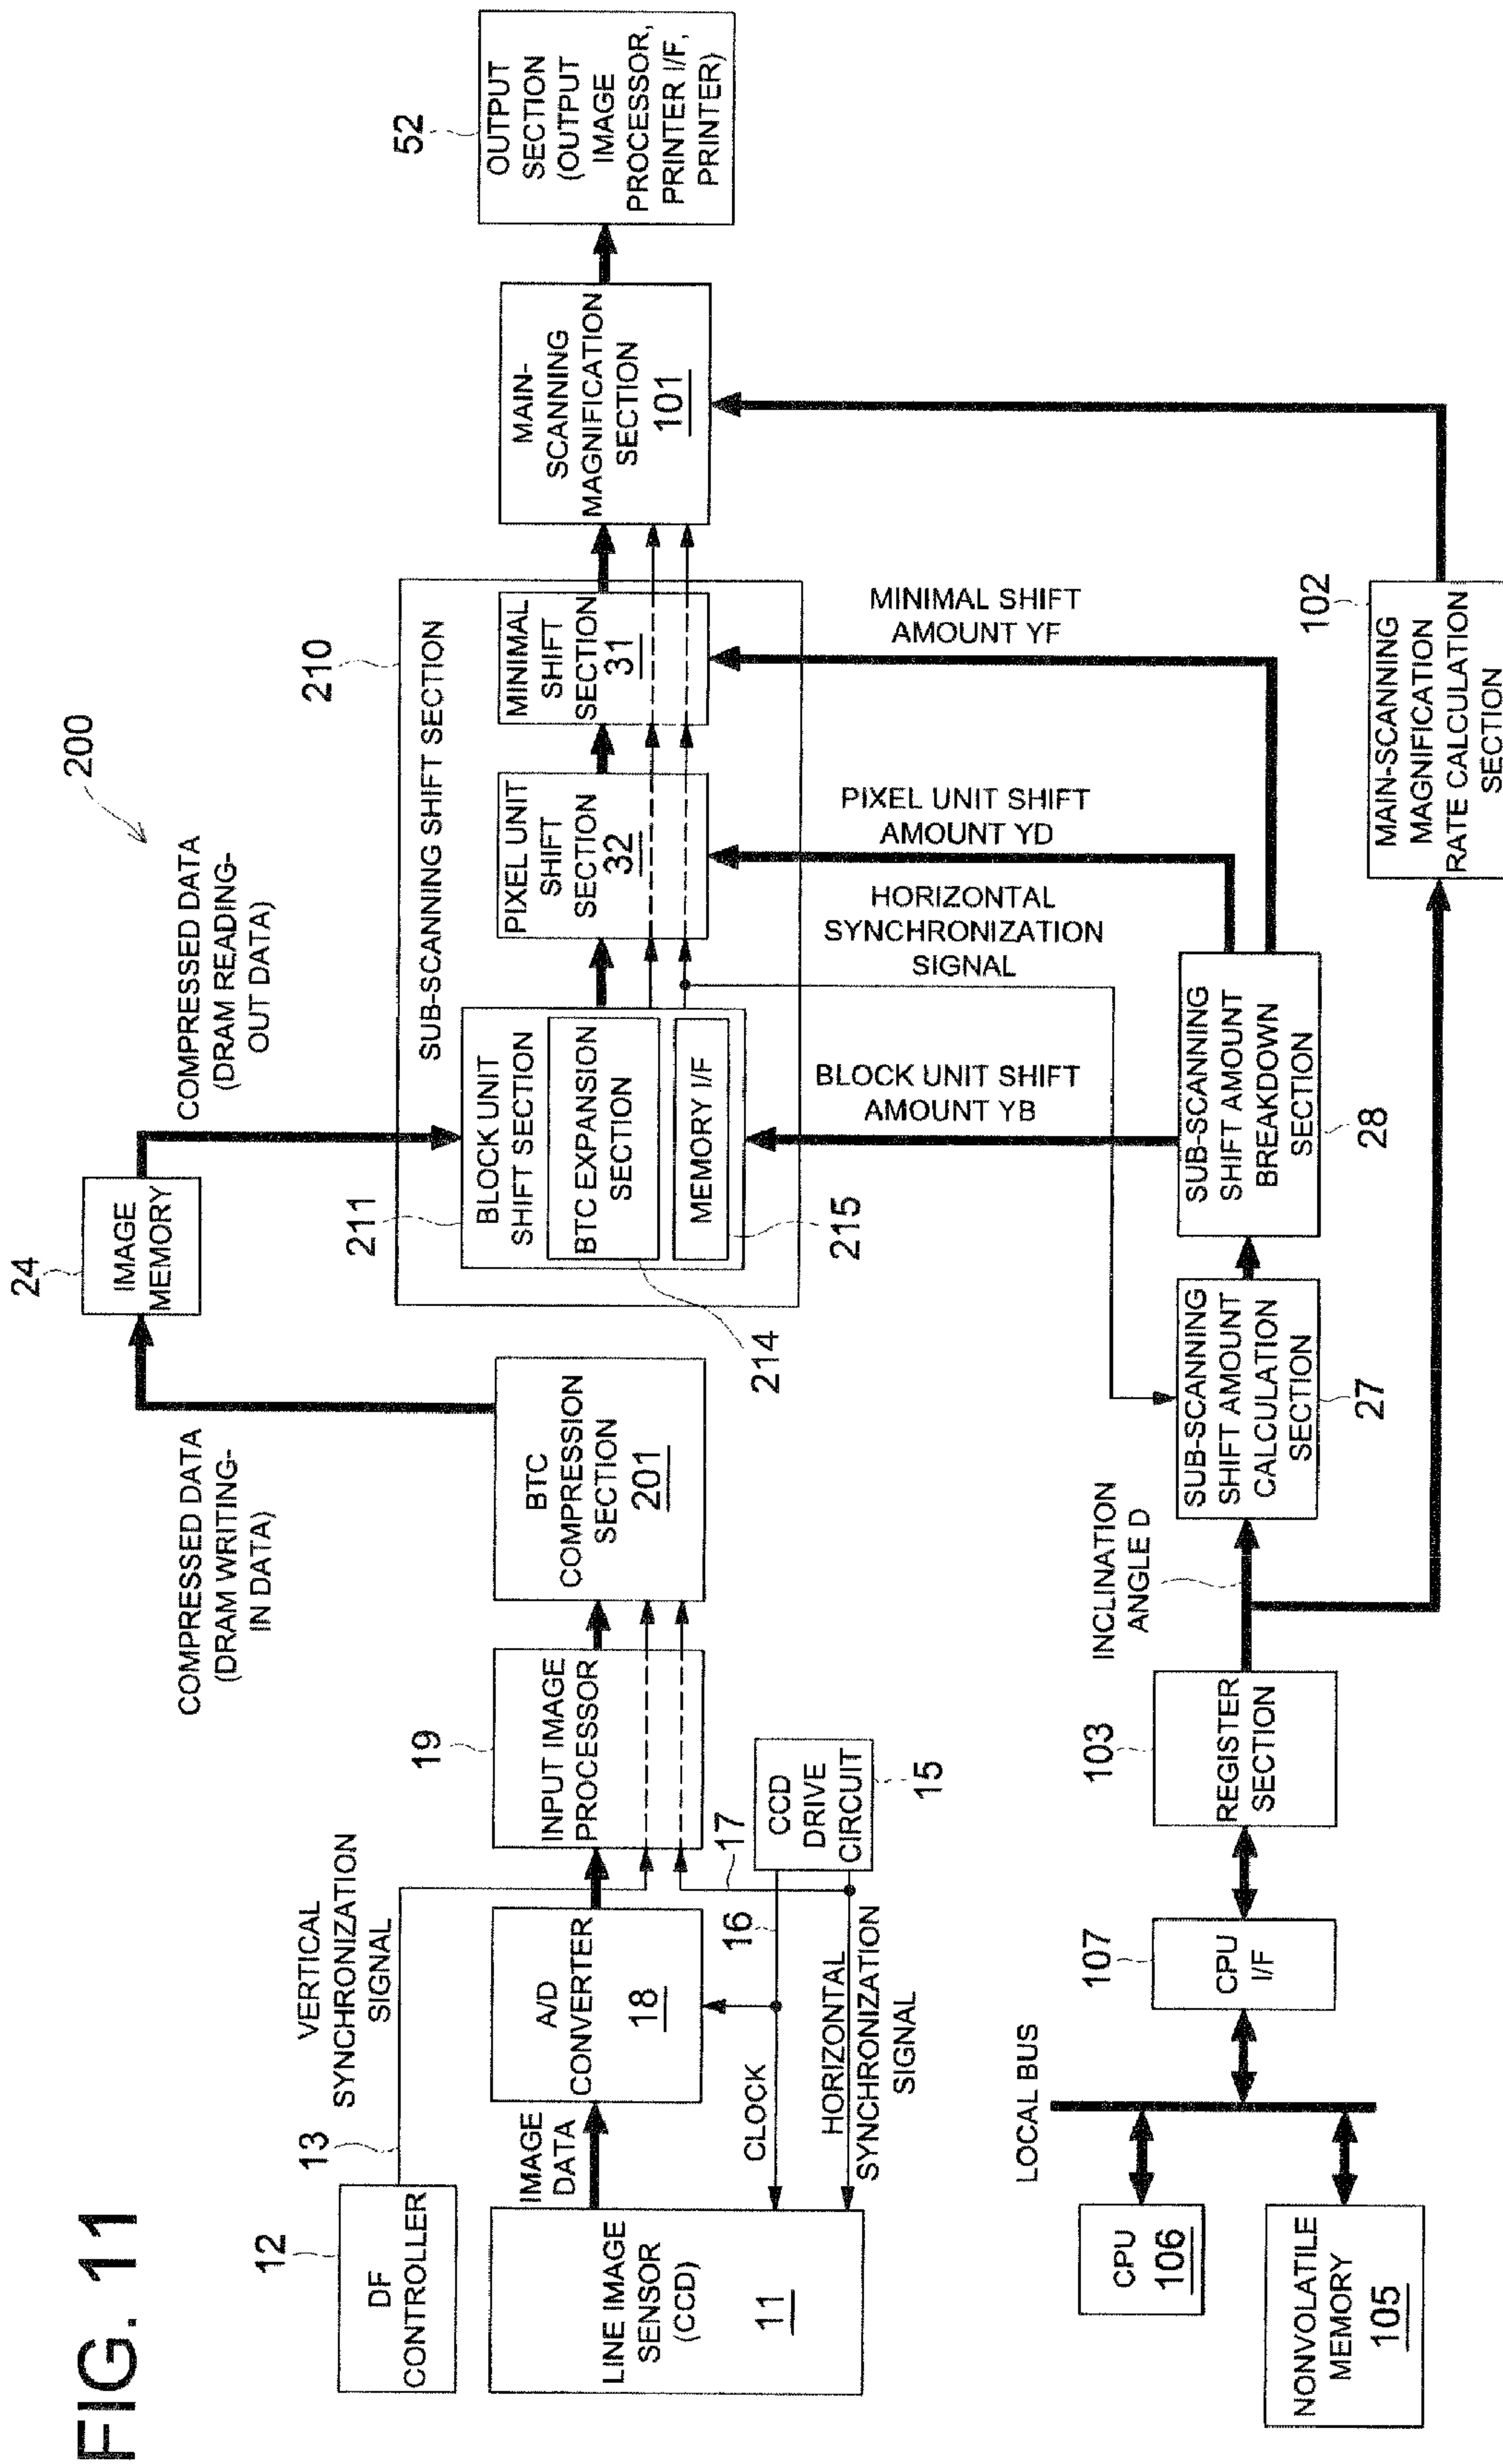 FIG. 11
200
12
DF
CONTROLLER
13
VERTICAL
SYNCHRONIZATION
SIGNAL
LINE IMAGE
SENSOR
(CCD)
11
IMAGE
DATA
A/D
CONVERTER
18
CLOCK
16
17
HORIZONTAL
SYNCHRONIZATION
SIGNAL
CCD
DRIVE
CIRCUIT
15
19
INPUT IMAGE
PROCESSOR
BTC
COMPRESSION
SECTION
201
COMPRESSED DATA
(DRAM WRITING-
IN DATA)
24
IMAGE
MEMORY
COMPRESSED DATA
(DRAM READING-
OUT DATA)
210
SUB-SCANNING SHIFT SECTION
211
BLOCK UNIT
SHIFT SECTION
BTC EXPANSION
SECTION
214
MEMORY I/F
215
PIXEL UNIT
SHIFT
SECTION
32
MINIMAL
SHIFT
SECTION
31
MAIN-
SCANNING
MAGNIFICATION
SECTION
101
52
OUTPUT
SECTION
(OUTPUT
IMAGE
PROCESSOR,
PRINTER I/F,
PRINTER)
BLOCK UNIT SHIFT
AMOUNT YB
HORIZONTAL
SYNCHRONIZATION
SIGNAL
PIXEL UNIT SHIFT
AMOUNT YD
MINIMAL SHIFT
AMOUNT YF
LOCAL BUS
CPU
106
NONVOLATILE
MEMORY
105
107
CPU
I/F
103
REGISTER
SECTION
INCLINATION
ANGLE D
SUB-SCANNING
SHIFT AMOUNT
CALCULATION
SECTION
27
SUB-SCANNING
SHIFT AMOUNT
BREAKDOWN
SECTION
28
102
MAIN-SCANNING
MAGNIFICATION
RATE CALCULATION
SECTION